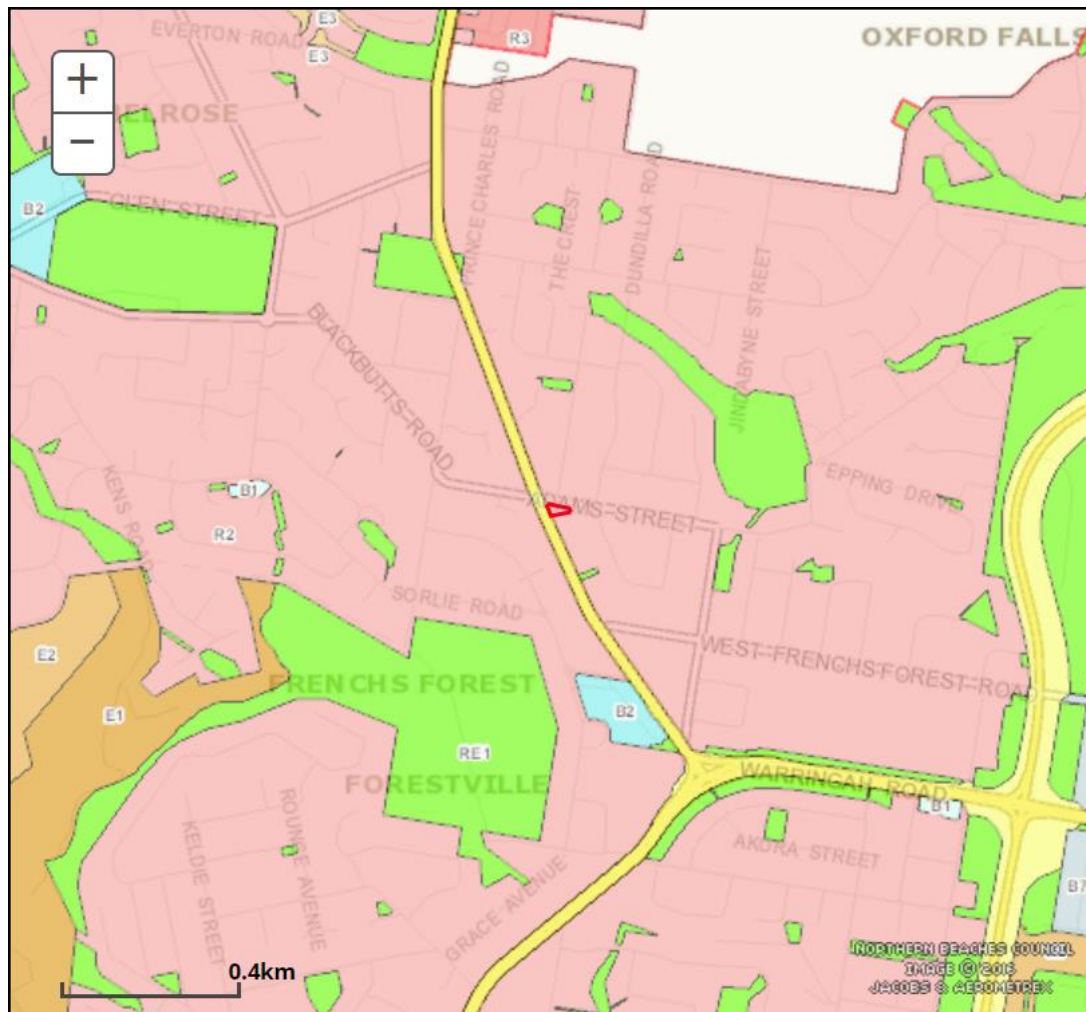 E3
EVERTON ROAD
R3
OXFORD FALLS
E3
+
−
PRINCE CHARLES ROAD
DUNDILLA ROAD
B2
GLEN-STREET
THE CREST
JINDABYNE STREET
BLACKBUTTS-ROAD
KENS ROAD
EPPING DRIVE
B1
ADAMS-STREET
R2
SORLIE ROAD
E2
WEST-FRENCHS-FOREST-ROAD
FRENCHS FOREST
E1
B2
RE1
FORESTVILLE
WARRINGAH ROAD
B1
KELDIE STREET
ROUNCE AVENUE
AKORA STREET
GRACE AVENUE
B7
0.4km
NORTHERN BEACHES COUNCIL
IMAGE © 2016
JACOBS & AEROMETREX